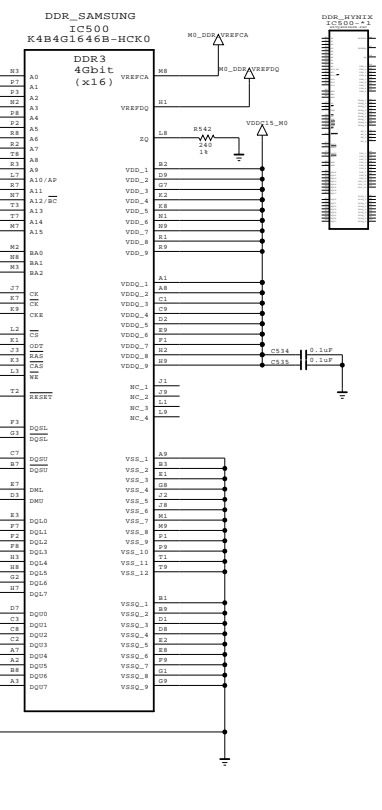 DDR_SAMSUNG
IC500
K4B4G1646B-HCK0
DDR3
4Gbit
(x16)
DDR_HYNIX
IC500-*1
M0_DDR_VREFCA
M0_DDR_VREFDQ
VDDC15_M0
R542
240
1%
C534 0.1uF
C535 0.1uF
N3 A0
P7 A1
P3 A2
N2 A3
P8 A4
P2 A5
R8 A6
R2 A7
T8 A8
R3 A9
L7 A10/AP
R7 A11
N7 A12/BC
T3 A13
T7 A14
M7 A15
M2 BA0
N8 BA1
M3 BA2
J7 CK
K7 CK
K9 CKE
L2 CS
K1 ODT
J3 RAS
K3 CAS
L3 WE
T2 RESET
F3 DQSL
G3 DQSL
C7 DQSU
B7 DQSU
E7 DML
D3 DMU
E3 DQL0
F7 DQL1
F2 DQL2
F8 DQL3
H3 DQL4
H8 DQL5
G2 DQL6
H7 DQL7
D7 DQU0
C3 DQU1
C8 DQU2
C2 DQU3
A7 DQU4
A2 DQU5
B8 DQU6
A3 DQU7
VREFCA M8
VREFDQ H1
ZQ L8
VDD_1 B2
VDD_2 D9
VDD_3 G7
VDD_4 K2
VDD_5 K8
VDD_6 N1
VDD_7 N9
VDD_8 R1
VDD_9 R9
VDDQ_1 A1
VDDQ_2 A8
VDDQ_3 C1
VDDQ_4 C9
VDDQ_5 D2
VDDQ_6 E9
VDDQ_7 F1
VDDQ_8 H2
VDDQ_9 H9
NC_1 J1
NC_2 J9
NC_3 L1
NC_4 L9
VSS_1 A9
VSS_2 B3
VSS_3 E1
VSS_4 G8
VSS_5 J2
VSS_6 J8
VSS_7 M1
VSS_8 M9
VSS_9 P1
VSS_10 P9
VSS_11 T1
VSS_12 T9
VSSQ_1 B1
VSSQ_2 B9
VSSQ_3 D1
VSSQ_4 D8
VSSQ_5 E2
VSSQ_6 E8
VSSQ_7 F9
VSSQ_8 G1
VSSQ_9 G9